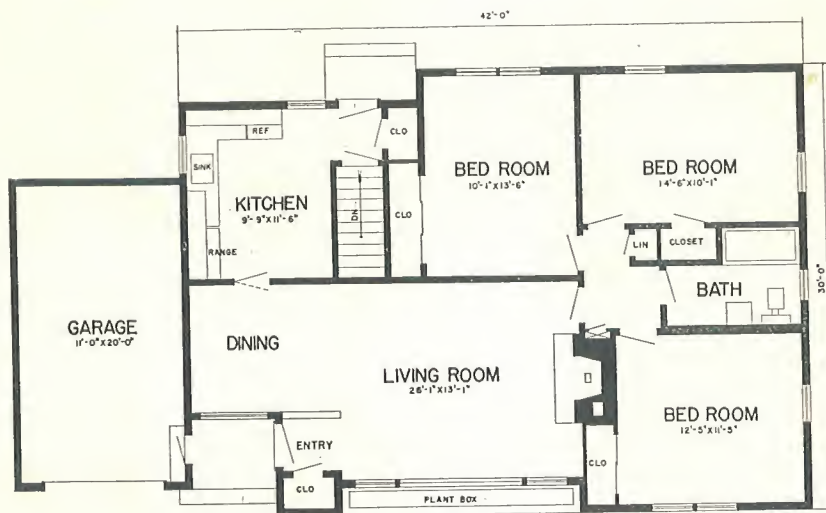 42'-0"
REF
CLO
SINK
KITCHEN
9'-9"X11'-6"
RANGE
DN
CLO
BED ROOM
10'-1"X13'-6"
BED ROOM
14'-6"X10'-1"
LIN
CLOSET
BATH
30'-0"
GARAGE
11'-0"X20'-0"
DINING
LIVING ROOM
26'-1"X13'-1"
ENTRY
CLO
PLANT BOX
CLO
BED ROOM
12'-5"X11'-5"